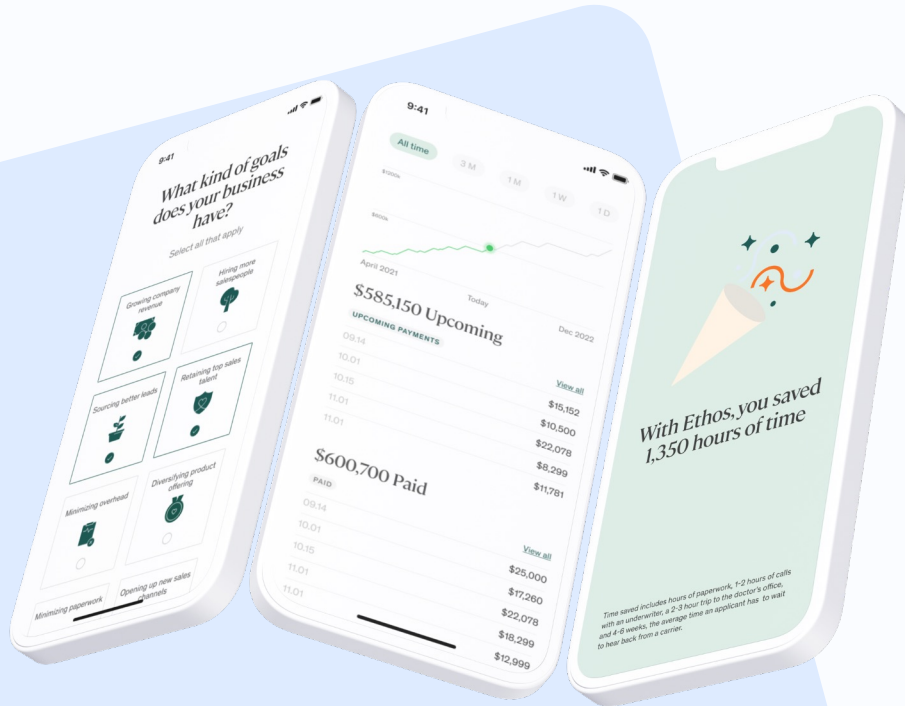 9:41
What kind of goals
does your business
have?
Select all that apply
Growing company
revenue
Hiring more
salespeople
Sourcing better leads
Retaining top sales
talent
Minimizing overhead
Diversifying product
offering
Minimizing paperwork
Opening up new sales
channels
9:41
All time
3 M
1 M
1 W
1 D
April 2021
Today
Dec 2022
$585,150 Upcoming
UPCOMING PAYMENTS
View all
09.14
$15,152
10.01
$10,500
10.15
$22,078
11.01
$8,299
11.01
$11,781
$600,700 Paid
PAID
View all
09.14
$25,000
10.01
$17,260
10.15
$22,078
11.01
$18,299
11.01
$12,999
With Ethos, you saved
1,350 hours of time
Time saved includes hours of paperwork, 1-2 hours of calls
with an underwriter, a 2-3 hour trip to the doctor's office,
and 4-6 weeks, the average time an applicant has to wait
to hear back from a carrier.